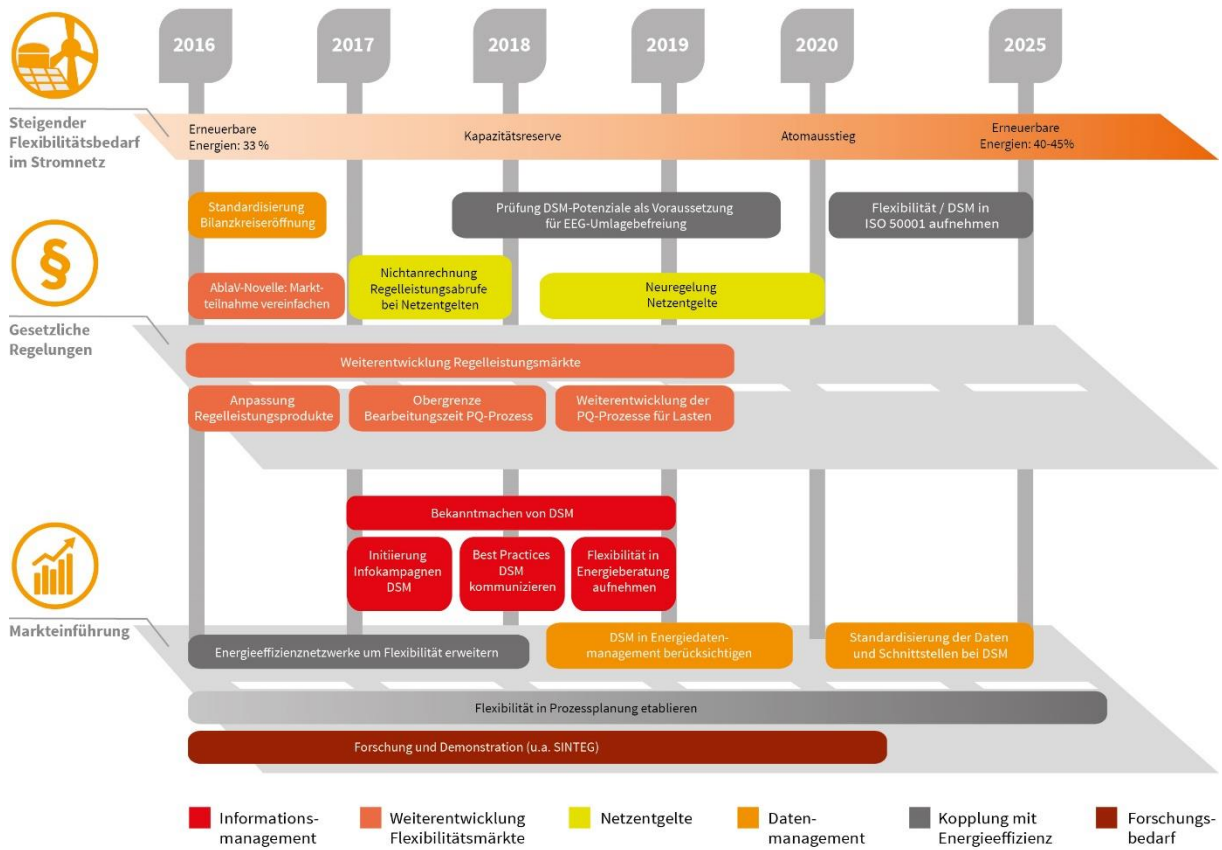 2016
2017
2018
2019
2020
2025
Steigender
Flexibilitätsbedarf
im Stromnetz
Erneuerbare
Energien: 33 %
Kapazitätsreserve
Atomausstieg
Erneuerbare
Energien: 40-45%
Standardisierung
Bilanzkreiseröffnung
Prüfung DSM-Potenziale als Voraussetzung
für EEG-Umlagebefreiung
Flexibilität / DSM in
ISO 50001 aufnehmen
§
AblaV-Novelle: Markt-
teilnahme vereinfachen
Nichtanrechnung
Regelleistungsabrufe
bei Netzentgelten
Neuregelung
Netzentgelte
Gesetzliche
Regelungen
Weiterentwicklung Regelleistungsmärkte
Anpassung
Regelleistungsprodukte
Obergrenze
Bearbeitungszeit PQ-Prozess
Weiterentwicklung der
PQ-Prozesse für Lasten
Bekanntmachen von DSM
Initiierung
Infokampagnen
DSM
Best Practices
DSM
kommunizieren
Flexibilität in
Energieberatung
aufnehmen
Markteinführung
Energieeffizienznetzwerke um Flexibilität erweitern
DSM in Energiedaten-
management berücksichtigen
Standardisierung der Daten
und Schnittstellen bei DSM
Flexibilität in Prozessplanung etablieren
Forschung und Demonstration (u.a. SINTEG)
Informations-
management
Weiterentwicklung
Flexibilitätsmärkte
Netzentgelte
Daten-
management
Kopplung mit
Energieeffizienz
Forschungs-
bedarf